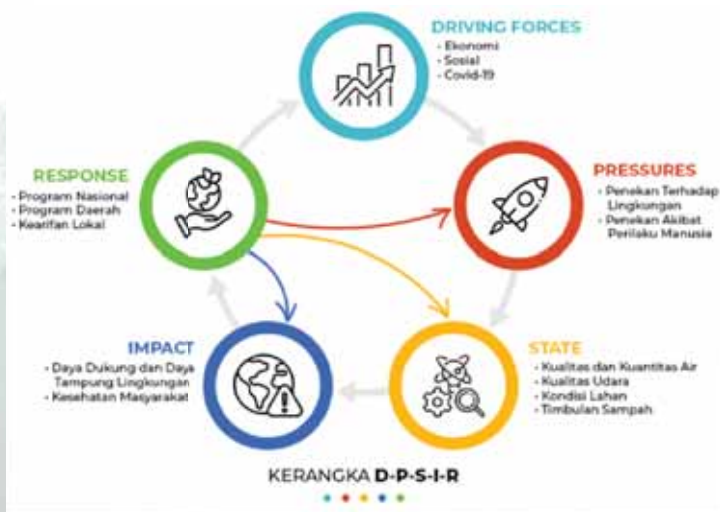 DRIVING FORCES
- Ekonomi
- Sosial
- Covid-19
RESPONSE
- Program Nasional
- Program Daerah
- Kearifan Lokal
PRESSURES
- Penekan Terhadap
Lingkungan
- Penekan Akibat
Perilaku Manusia
IMPACT
- Daya Dukung dan Daya
Tampung Lingkungan
- Kesehatan Masyarakat
STATE
- Kualitas dan Kuantitas Air
- Kualitas Udara
- Kondisi Lahan
- Timbulan Sampah
KERANGKA D-P-S-I-R